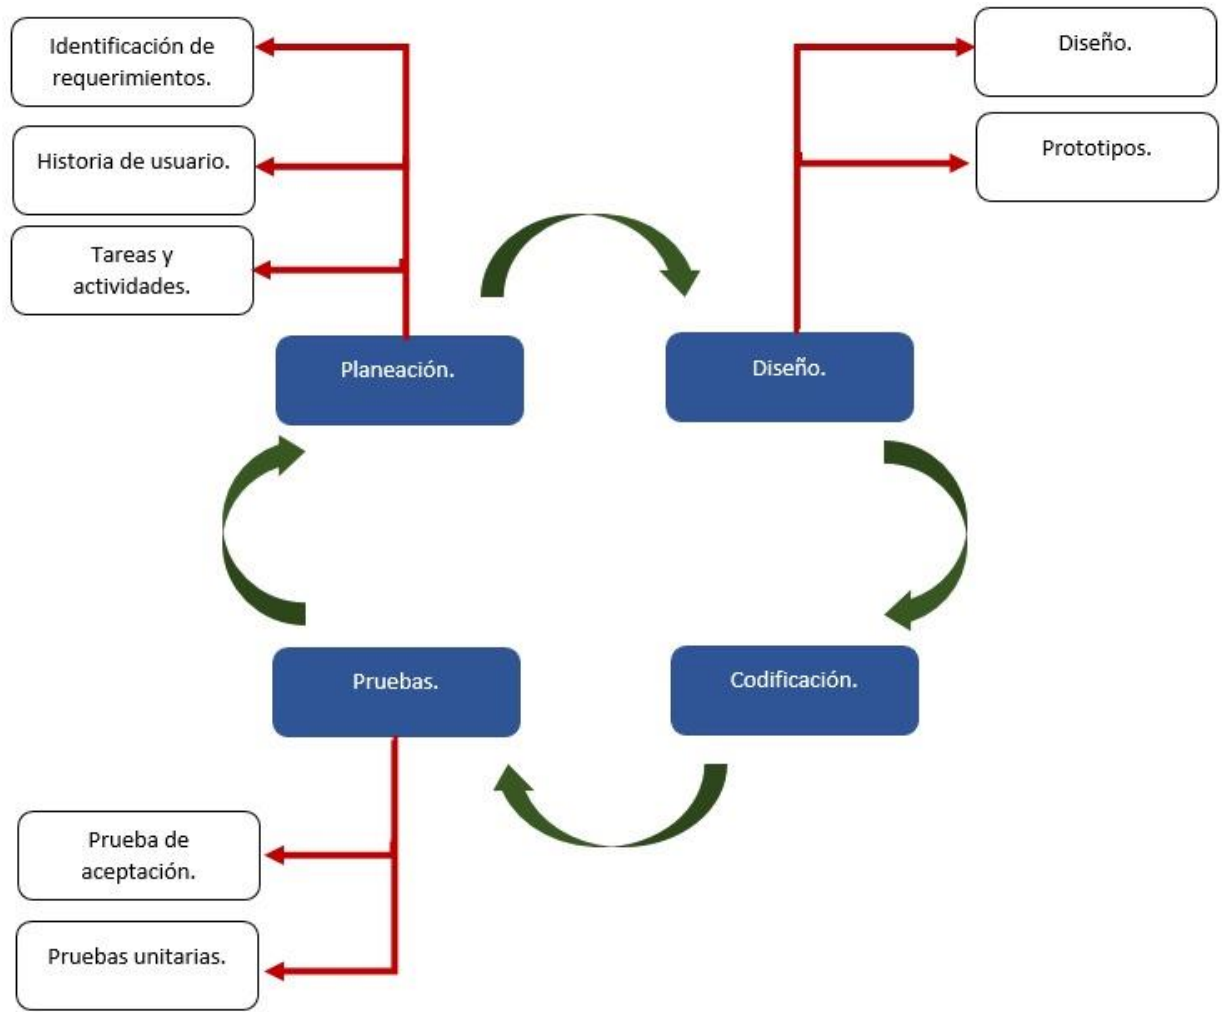 Identificación de
requerimientos.
Historia de usuario.
Tareas y
actividades.
Diseño.
Prototipos.
Planeación.
Diseño.
Pruebas.
Codificación.
Prueba de
aceptación.
Pruebas unitarias.